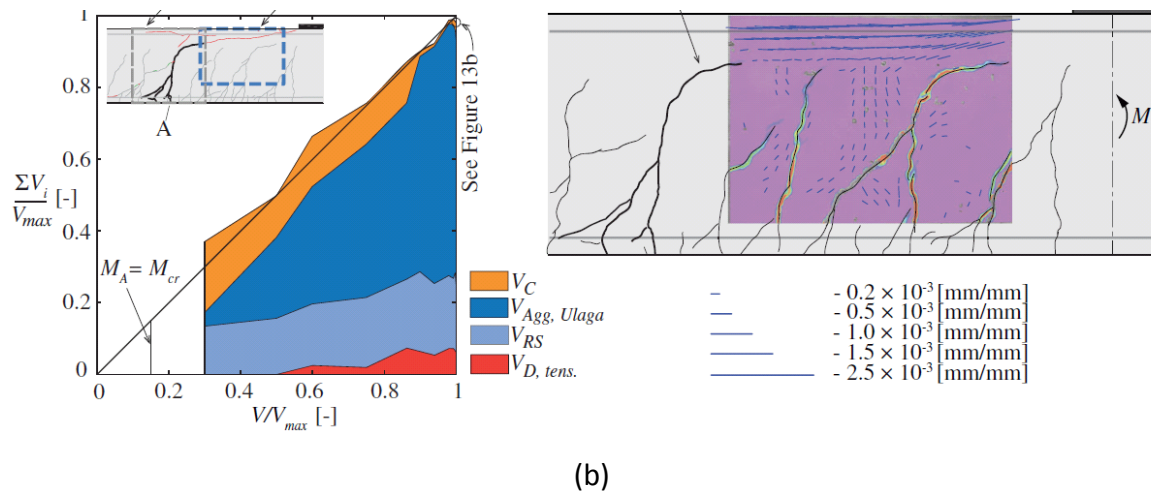 1
0.8
0.6
0.4
0.2
0
ΣV_i
V_max [-]
A
M_A = M_cr
See Figure 13b
V_C
V_Agg, Ulaga
V_RS
V_D, tens.
0
0.2
0.4
0.6
0.8
1
V/V_max [-]
M
- 0.2 × 10⁻³ [mm/mm]
- 0.5 × 10⁻³ [mm/mm]
- 1.0 × 10⁻³ [mm/mm]
- 1.5 × 10⁻³ [mm/mm]
- 2.5 × 10⁻³ [mm/mm]
(b)